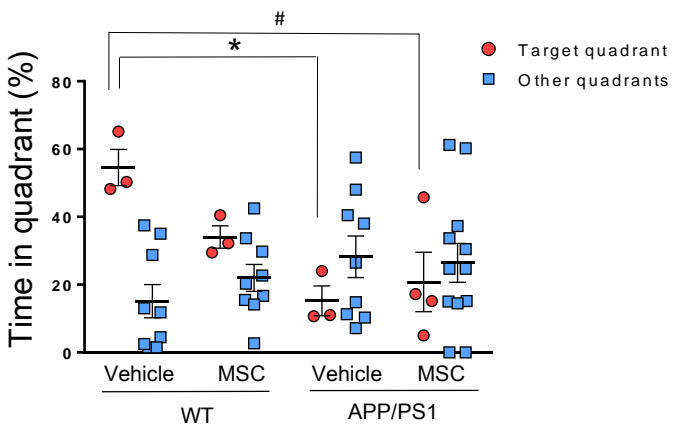 #
*
Target quadrant
Other quadrants
Time in quadrant (%)
80
60
40
20
0
Vehicle MSC Vehicle MSC
WT APP/PS1